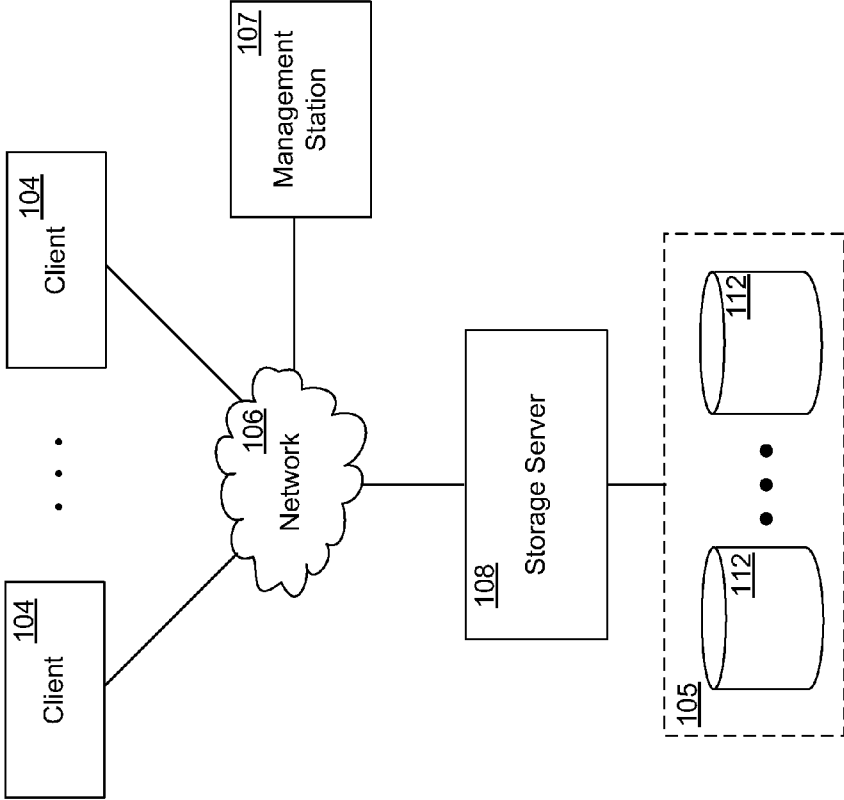 104
Client
104
Client
107
Management
Station
106
Network
108
Storage Server
105
112
112